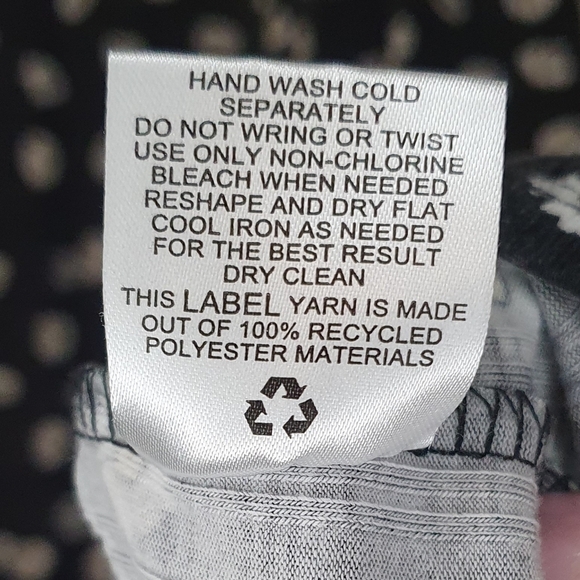 HAND WASH COLD
SEPARATELY
DO NOT WRING OR TWIST
USE ONLY NON-CHLORINE
BLEACH WHEN NEEDED
RESHAPE AND DRY FLAT
COOL IRON AS NEEDED
FOR THE BEST RESULT
DRY CLEAN
THIS LABEL YARN IS MADE
OUT OF 100% RECYCLED
POLYESTER MATERIALS